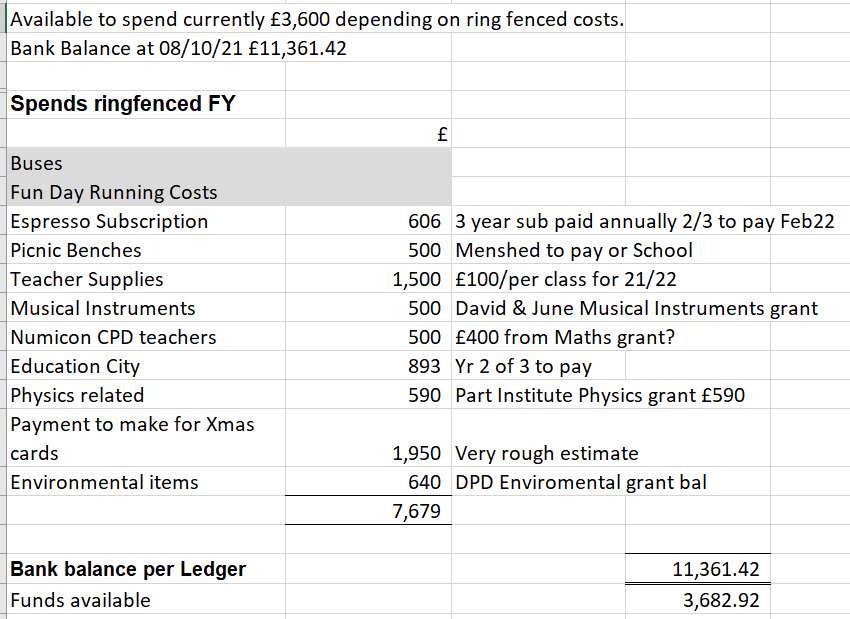 Available to spend currently £3,600 depending on ring fenced costs.
Bank Balance at 08/10/21 £11,361.42
Spends ringfenced FY
£
Buses
Fun Day Running Costs
Espresso Subscription 606 3 year sub paid annually 2/3 to pay Feb22
Picnic Benches 500 Menshed to pay or School
Teacher Supplies 1,500 £100/per class for 21/22
Musical Instruments 500 David & June Musical Instruments grant
Numicon CPD teachers 500 £400 from Maths grant?
Education City 893 Yr 2 of 3 to pay
Physics related 590 Part Institute Physics grant £590
Payment to make for Xmas
cards 1,950 Very rough estimate
Environmental items 640 DPD Enviromental grant bal
7,679
Bank balance per Ledger 11,361.42
Funds available 3,682.92